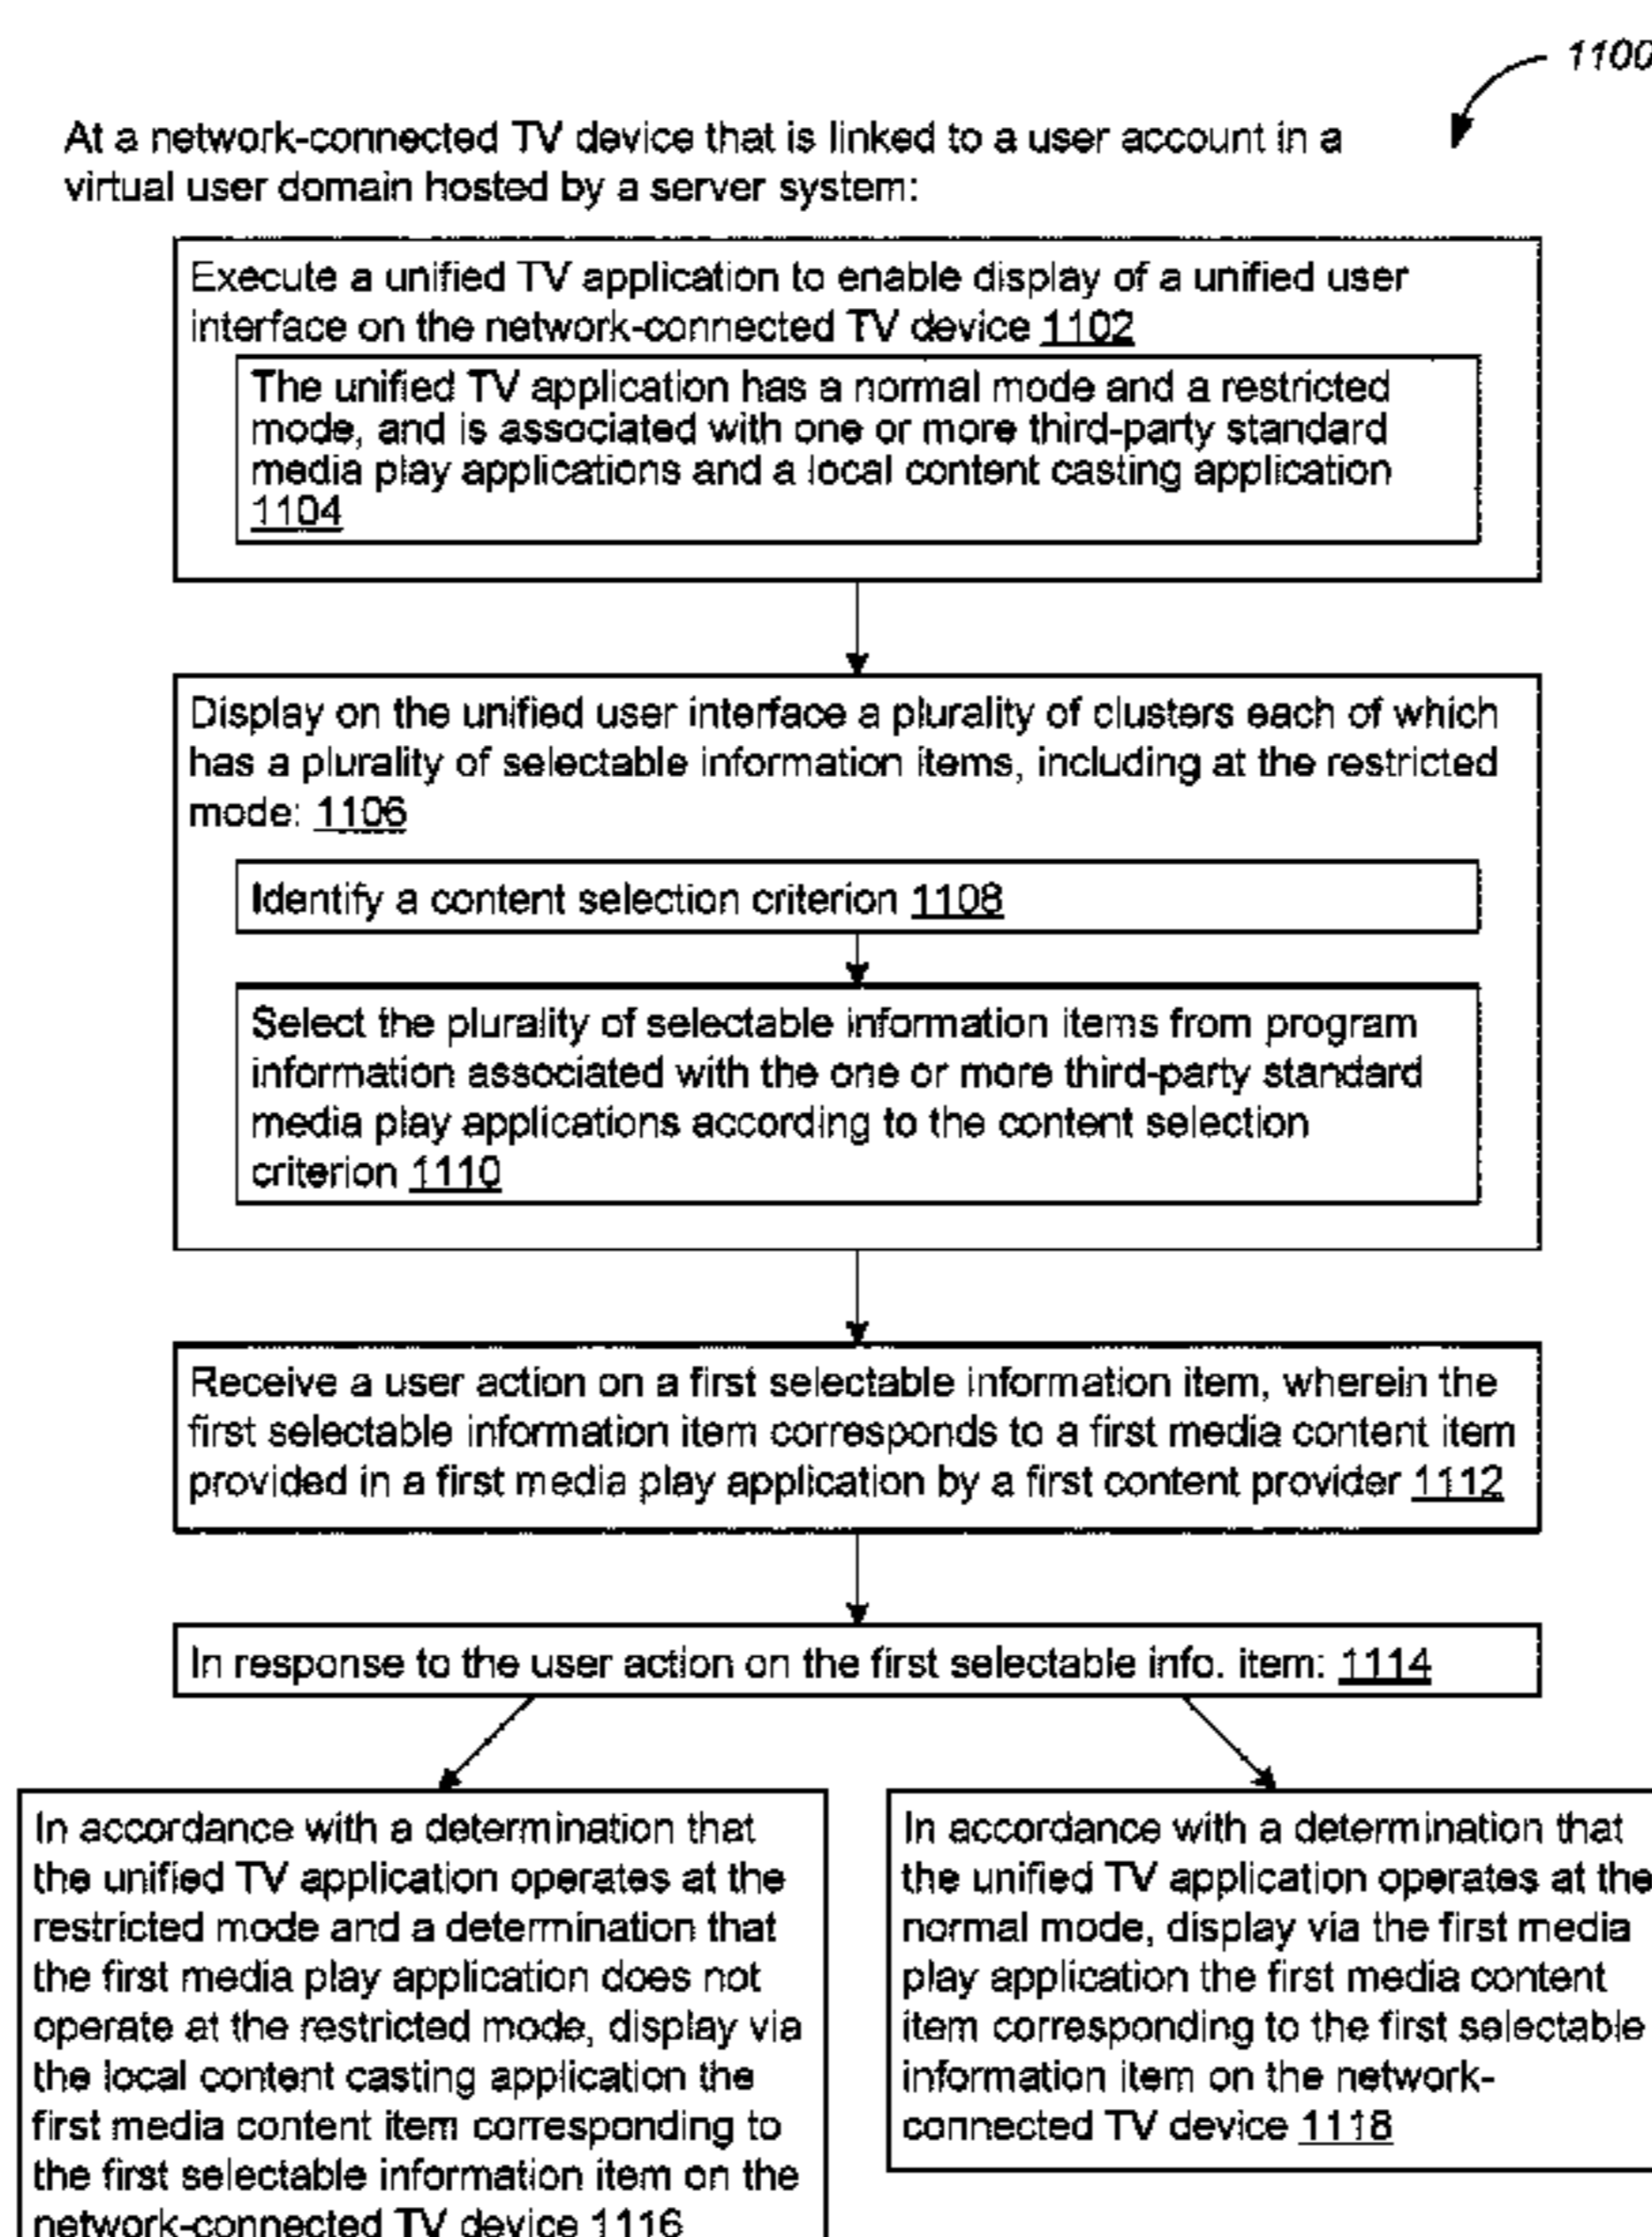 1100
At a network-connected TV device that is linked to a user account in a
virtual user domain hosted by a server system:
Execute a unified TV application to enable display of a unified user
interface on the network-connected TV device 1102
The unified TV application has a normal mode and a restricted
mode, and is associated with one or more third-party standard
media play applications and a local content casting application
1104
Display on the unified user interface a plurality of clusters each of which
has a plurality of selectable information items, including at the restricted
mode: 1106
Identify a content selection criterion 1108
Select the plurality of selectable information items from program
information associated with the one or more third-party standard
media play applications according to the content selection
criterion 1110
Receive a user action on a first selectable information item, wherein the
first selectable information item corresponds to a first media content item
provided in a first media play application by a first content provider 1112
In response to the user action on the first selectable info. item: 1114
In accordance with a determination that
the unified TV application operates at the
restricted mode and a determination that
the first media play application does not
operate at the restricted mode, display via
the local content casting application the
first media content item corresponding to
the first selectable information item on the
network-connected TV device 1116
In accordance with a determination that
the unified TV application operates at the
normal mode, display via the first media
play application the first media content
item corresponding to the first selectable
information item on the network-
connected TV device 1118